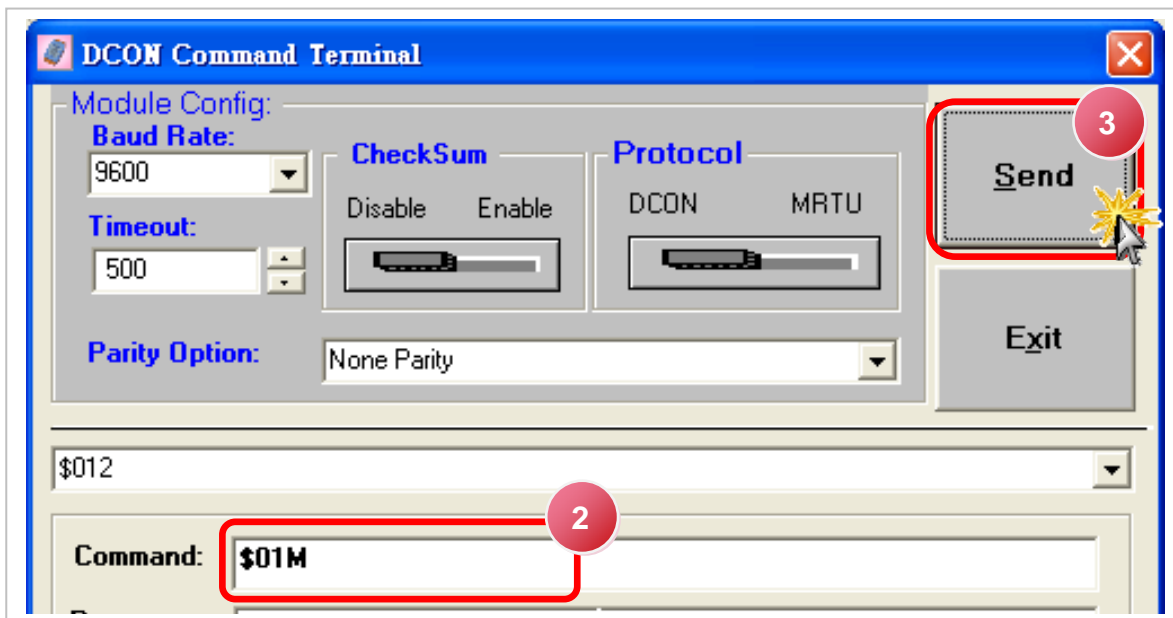 DCON Command Terminal
Module Config:
Baud Rate:
9600
Timeout:
500
CheckSum
Disable Enable
Protocol
DCON MRTU
Parity Option:
None Parity
3
Send
Exit
$012
2
Command: $01M